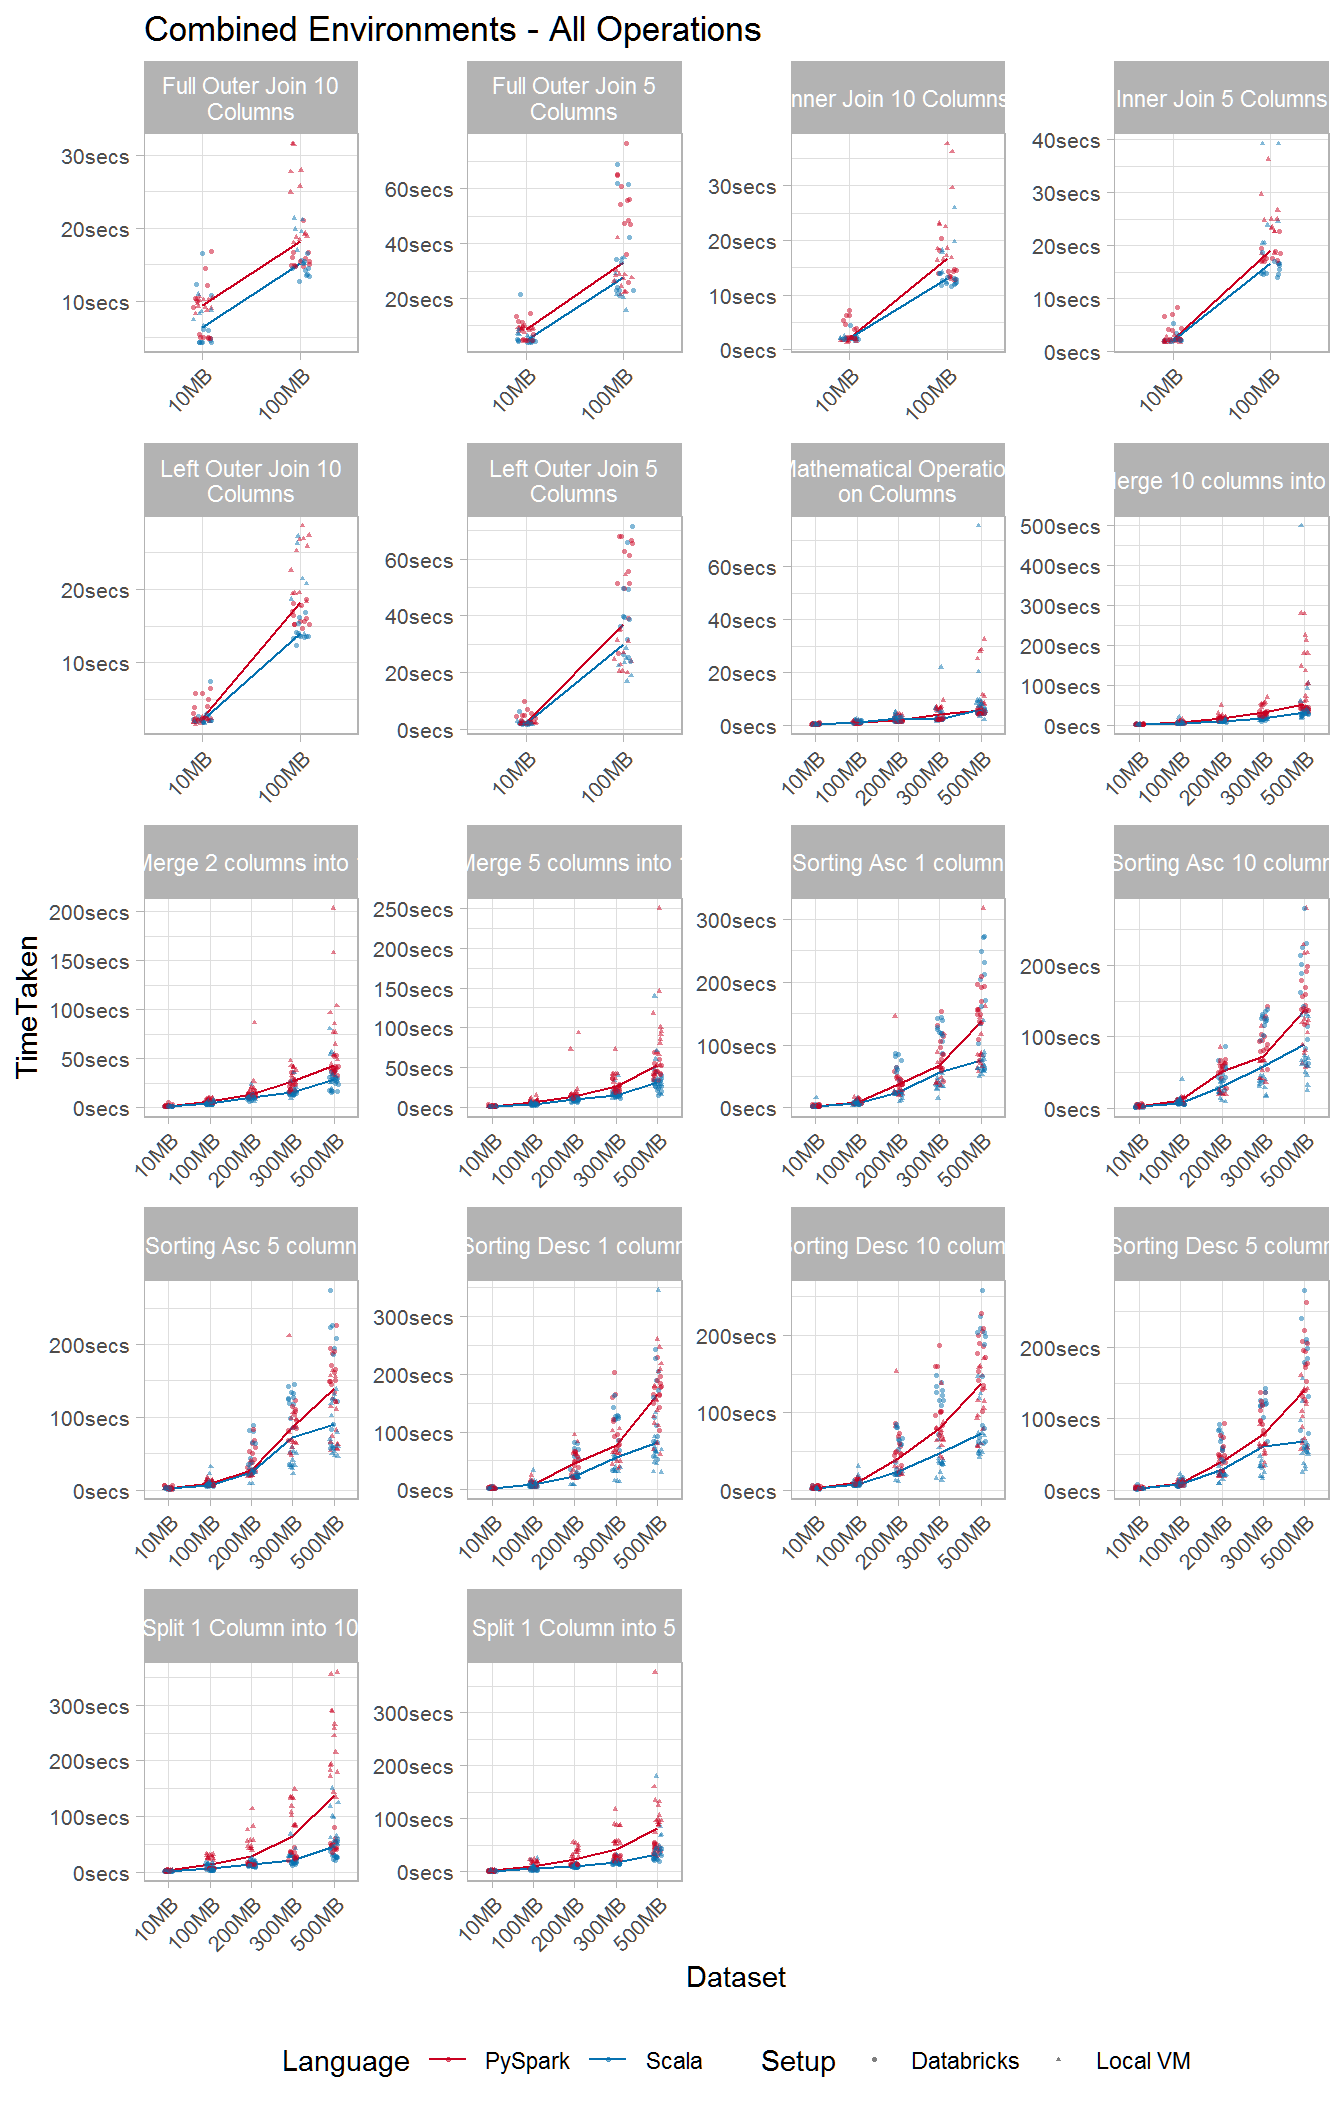 Combined Environments - All Operations
Full Outer Join 10
Columns
Full Outer Join 5
Columns
nner Join 10 Columns
Inner Join 5 Columns
30secs
20secs
10secs
60secs
40secs
20secs
30secs
20secs
10secs
0secs
40secs
30secs
20secs
10secs
0secs
10MB
100MB
10MB
100MB
10MB
100MB
10MB
100MB
Left Outer Join 10
Columns
Left Outer Join 5
Columns
Mathematical Operatio
on Columns
erge 10 columns into
20secs
10secs
60secs
40secs
20secs
0secs
60secs
40secs
20secs
0secs
500secs
400secs
300secs
200secs
100secs
0secs
10MB
100MB
10MB
100MB
10MB
100MB
200MB
300MB
500MB
10MB
100MB
200MB
300MB
500MB
Merge 2 columns into
Merge 5 columns into 1
Sorting Asc 1 column
Sorting Asc 10 column
200secs
150secs
100secs
50secs
0secs
250secs
200secs
150secs
100secs
50secs
0secs
300secs
200secs
100secs
0secs
200secs
100secs
0secs
10MB
100MB
200MB
300MB
500MB
10MB
100MB
200MB
300MB
500MB
10MB
100MB
200MB
300MB
500MB
10MB
100MB
200MB
300MB
500MB
TimeTaken
Sorting Asc 5 column
Sorting Desc 1 column
Sorting Desc 10 colum
Sorting Desc 5 column
200secs
100secs
0secs
300secs
200secs
100secs
0secs
200secs
100secs
0secs
200secs
100secs
0secs
10MB
100MB
200MB
300MB
500MB
10MB
100MB
200MB
300MB
500MB
10MB
100MB
200MB
300MB
500MB
10MB
100MB
200MB
300MB
500MB
Split 1 Column into 10
Split 1 Column into 5
300secs
200secs
100secs
0secs
300secs
200secs
100secs
0secs
10MB
100MB
200MB
300MB
500MB
10MB
100MB
200MB
300MB
500MB
Dataset
Language PySpark Scala Setup Databricks Local VM